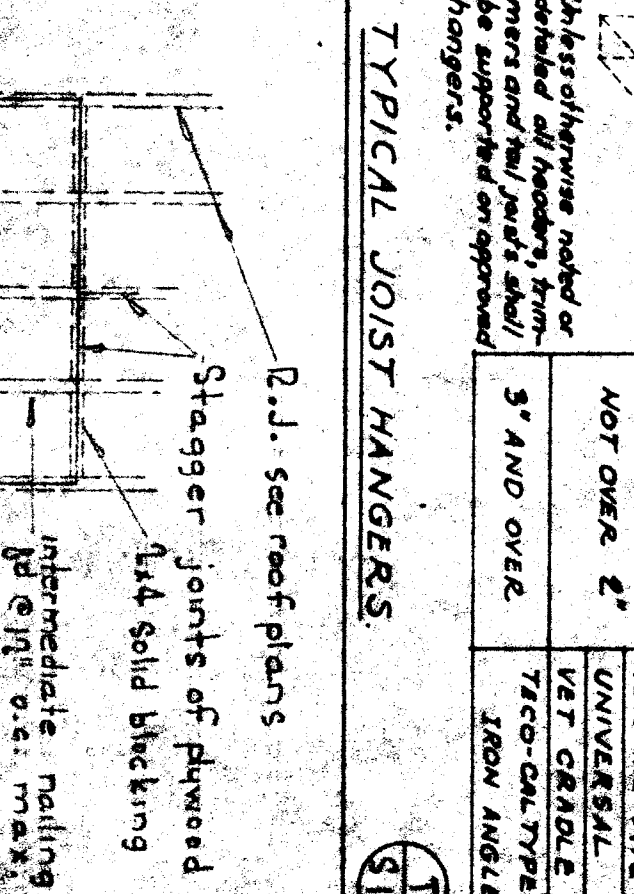 Unless otherwise noted or
detailed all headers, trim-
mers and tail joists shall
be supported on approved
hangers.
NOT OVER 2"
3" AND OVER
UNIVERSAL
VET CRADLE
TECO-CAL TYPE
IRON ANGLE
TYPICAL JOIST HANGERS.
S1
R.J. see roof plans
Stagger joints of plywood
2x4 Solid blocking
intermediate nailing
8d @ 12" o.c. max.